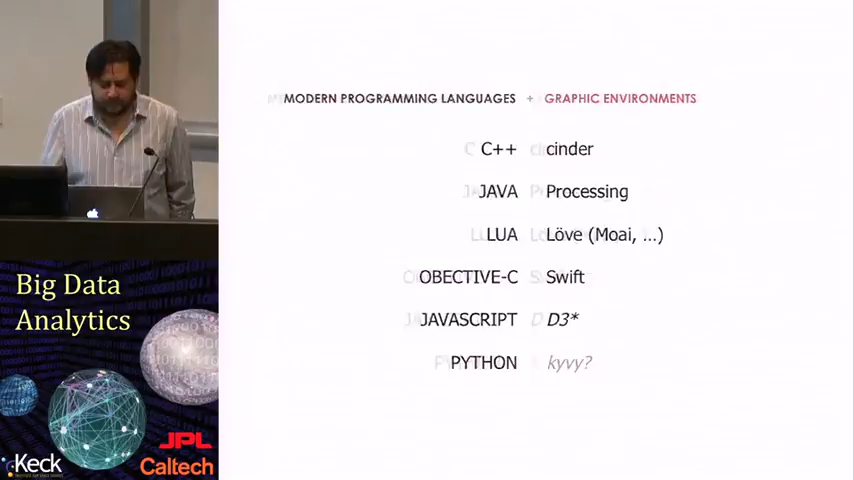 MODERN PROGRAMMING LANGUAGES + GRAPHIC ENVIRONMENTS
C++ cinder
JAVA Processing
LUA Löve (Moai, ...)
OBECTIVE-C Swift
JAVASCRIPT D3*
PYTHON kyvy?
Big Data
Analytics
JPL
Keck
Caltech